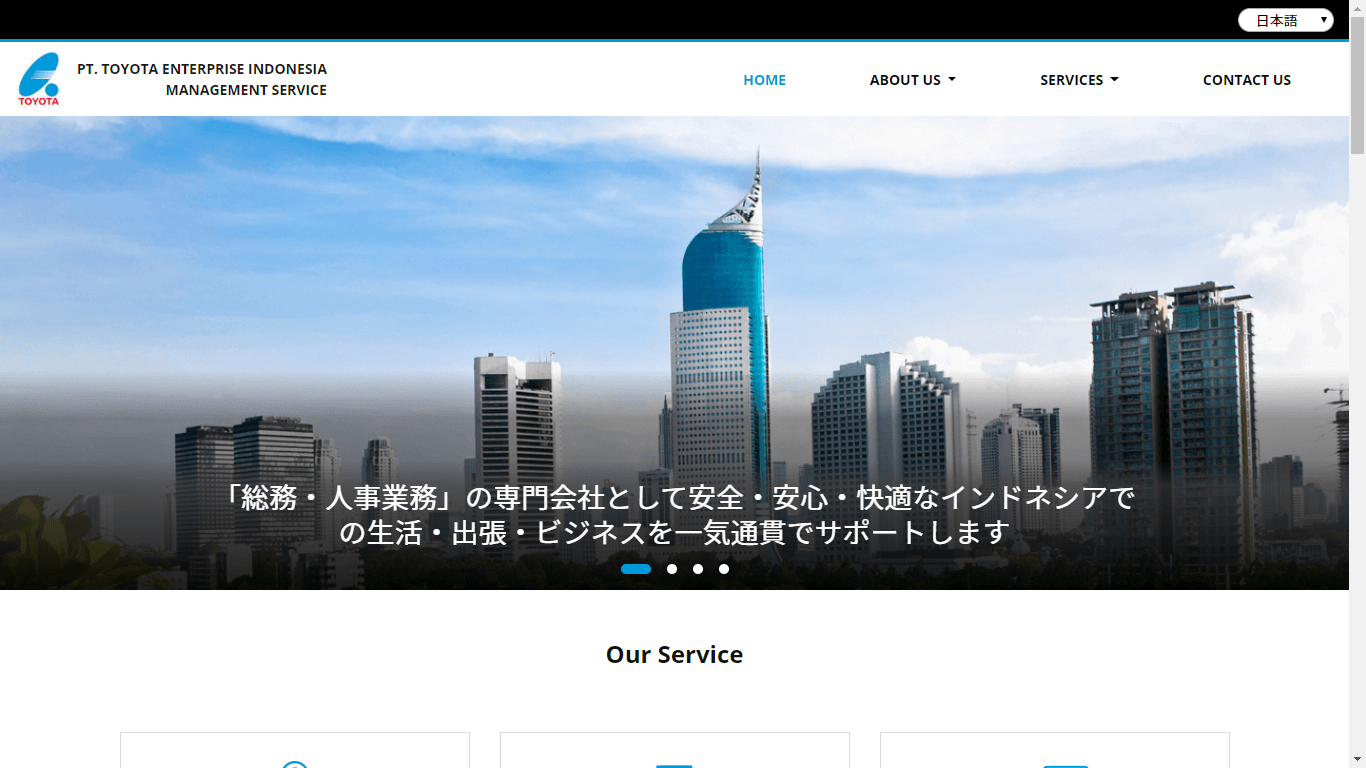 日本語
TOYOTA
PT. TOYOTA ENTERPRISE INDONESIA
MANAGEMENT SERVICE
HOME
ABOUT US
SERVICES
CONTACT US
「総務・人事業務」の専門会社として安全・安心・快適なインドネシアで
の生活・出張・ビジネスを一気通貫でサポートします
Our Service